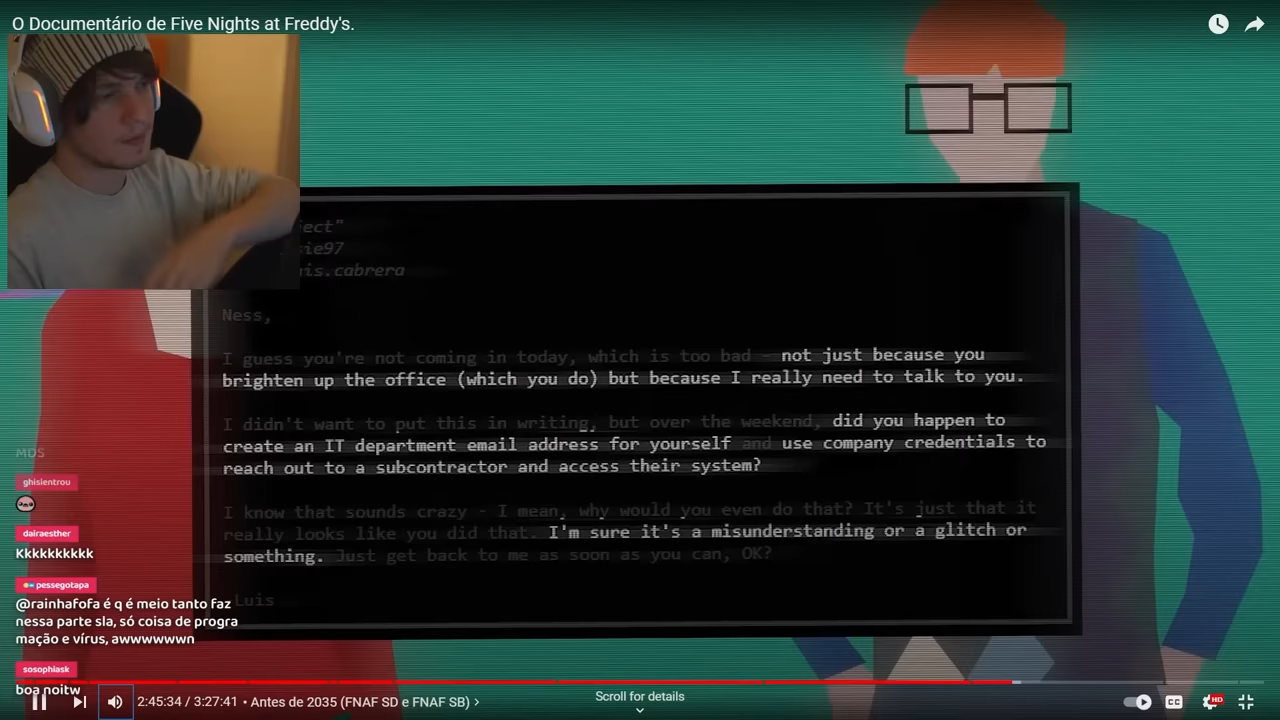 O Documentário de Five Nights at Freddy's.
ject"
sie97
uis.cabrera
Ness,
I guess you're not coming in today, which is too bad - not just because you
brighten up the office (which you do) but because I really need to talk to you.
I didn't want to put this in writing, but over the weekend, did you happen to
create an IT department email address for yourself and use company credentials to
reach out to a subcontractor and access their system?
I know that sounds crazy - I mean, why would you even do that? It's just that it
really looks like you did that. I'm sure it's a misunderstanding or a glitch or
something. Just get back to me as soon as you can, OK?
Luis
MDS
ghisientrou
dairaesther
Kkkkkkkkkk
pessegotapa
@rainhafofa é q é meio tanto faz
nessa parte sla, só coisa de progra
mação e vírus, awwwwwwn
sosophiask
boa noitw
2:45:34 / 3:27:41 • Antes de 2035 (FNAF SD e FNAF SB) >
Scroll for details
CC
HD